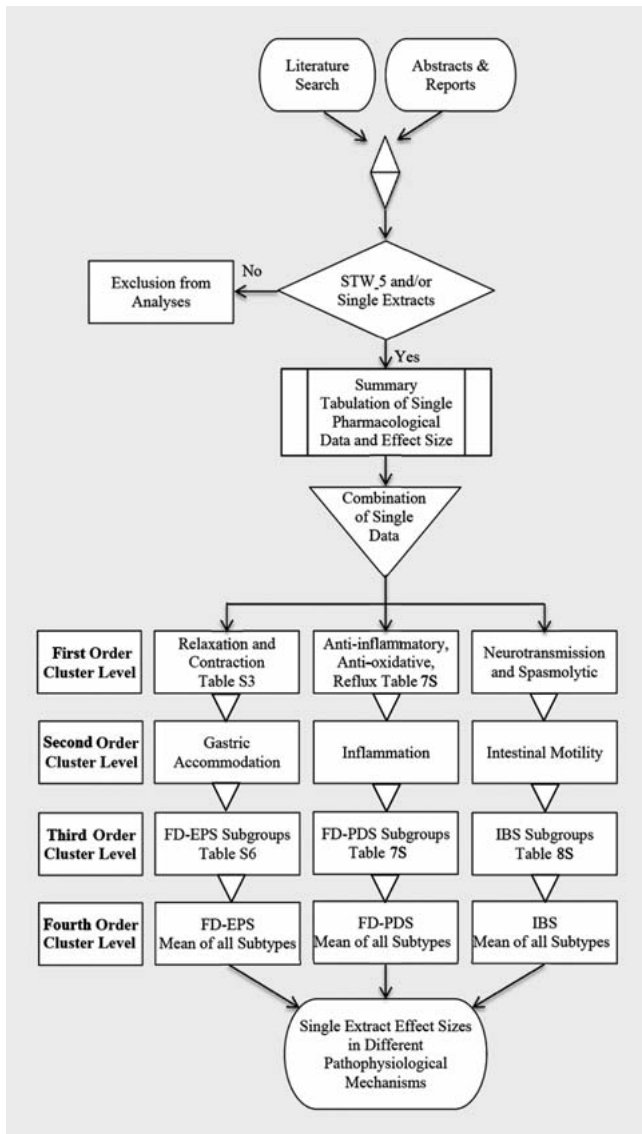 Literature
Search
Abstracts &
Reports
No
Exclusion from
Analyses
STW_5 and/or
Single Extracts
Yes
Summary
Tabulation of Single
Pharmacological
Data and Effect Size
Combination
of Single
Data
First Order
Cluster Level
Relaxation and
Contraction
Table S3
Anti-inflammatory,
Anti-oxidative,
Reflux Table 7S
Neurotransmission
and Spasmolytic
Second Order
Cluster Level
Gastric
Accommodation
Inflammation
Intestinal Motility
Third Order
Cluster Level
FD-EPS Subgroups
Table S6
FD-PDS Subgroups
Table 7S
IBS Subgroups
Table 8S
Fourth Order
Cluster Level
FD-EPS
Mean of all Subtypes
FD-PDS
Mean of all Subtypes
IBS
Mean of all Subtypes
Single Extract Effect Sizes
in Different
Pathophysiological
Mechanisms